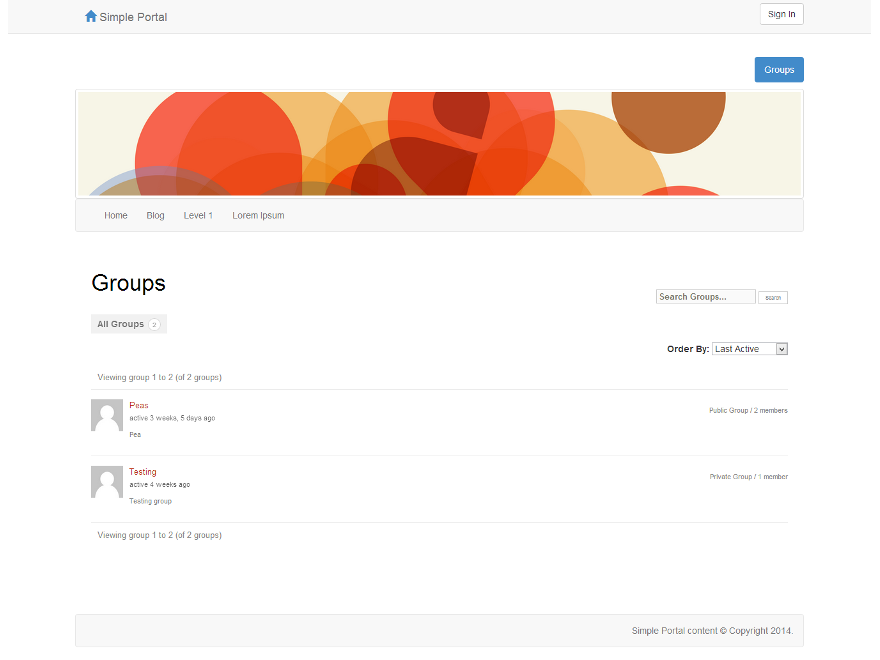 Simple Portal
Sign In
Groups
Home Blog Level 1 Lorem Ipsum
Groups
Search Groups... Search
All Groups 2
Order By: Last Active
Viewing group 1 to 2 (of 2 groups)
Peas
active 3 weeks, 5 days ago
Public Group / 2 members
Pea
Testing
active 4 weeks ago
Private Group / 1 member
Testing group
Viewing group 1 to 2 (of 2 groups)
Simple Portal content © Copyright 2014.